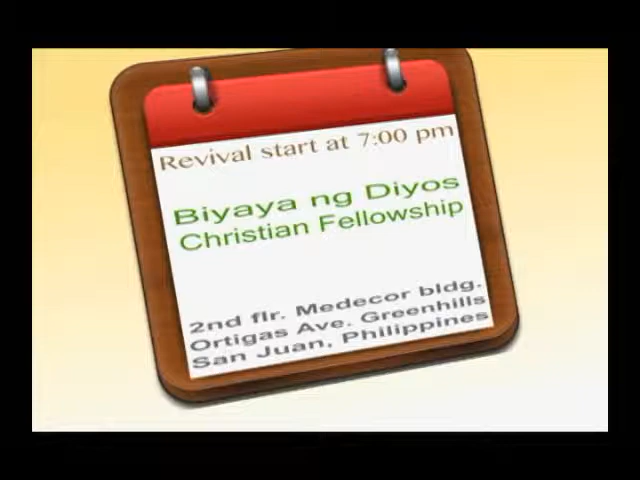 Revival start at 7:00 pm
Biyaya ng Diyos
Christian Fellowship
2nd flr. Medecor bldg.
Ortigas Ave. Greenhills
San Juan, Philippines